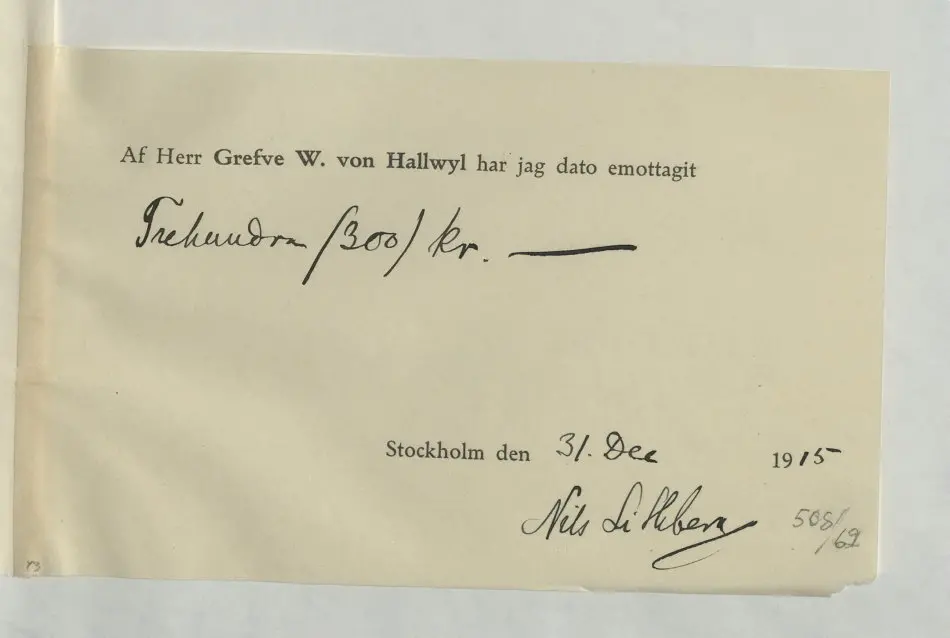 Af Herr Grefve W. von Hallwyl har jag dato emottagit
Trehundra (300) kr.
Stockholm den 31. Dec 1915
Nils Lithberg
508/62